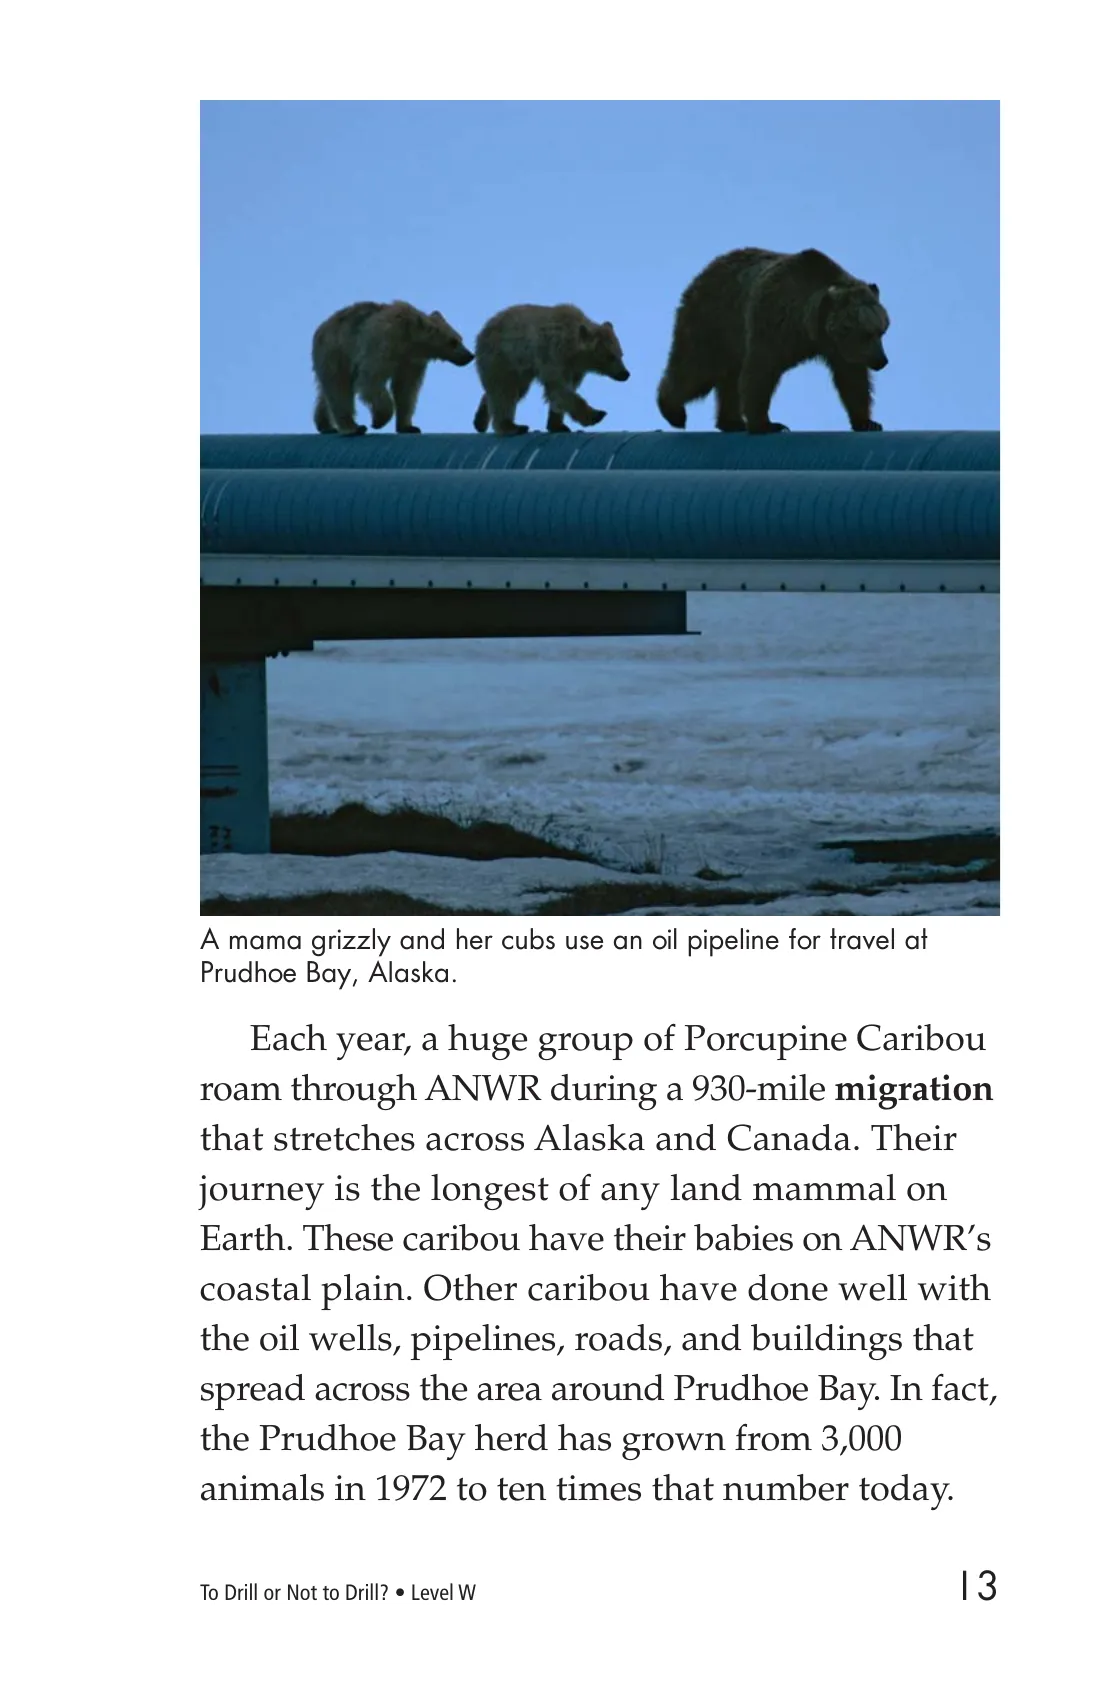 A mama grizzly and her cubs use an oil pipeline for travel at
Prudhoe Bay, Alaska.
Each year, a huge group of Porcupine Caribou
roam through ANWR during a 930-mile migration
that stretches across Alaska and Canada. Their
journey is the longest of any land mammal on
Earth. These caribou have their babies on ANWR’s
coastal plain. Other caribou have done well with
the oil wells, pipelines, roads, and buildings that
spread across the area around Prudhoe Bay. In fact,
the Prudhoe Bay herd has grown from 3,000
animals in 1972 to ten times that number today.
To Drill or Not to Drill? • Level W
13